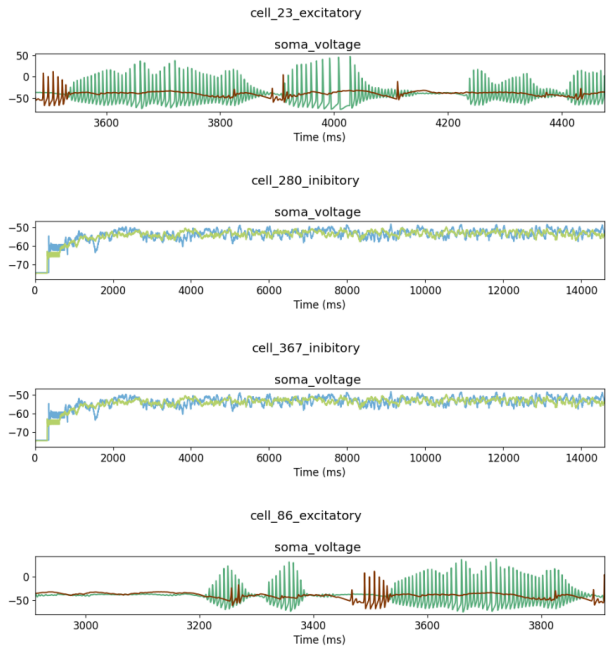 cell_23_excitatory
soma_voltage
50
0
−50
3600 3800 4000 4200 4400
Time (ms)
cell_280_inibitory
soma_voltage
−50
−60
−70
0 2000 4000 6000 8000 10000 12000 14000
Time (ms)
cell_367_inibitory
soma_voltage
−50
−60
−70
0 2000 4000 6000 8000 10000 12000 14000
Time (ms)
cell_86_excitatory
soma_voltage
0
−50
3000 3200 3400 3600 3800
Time (ms)